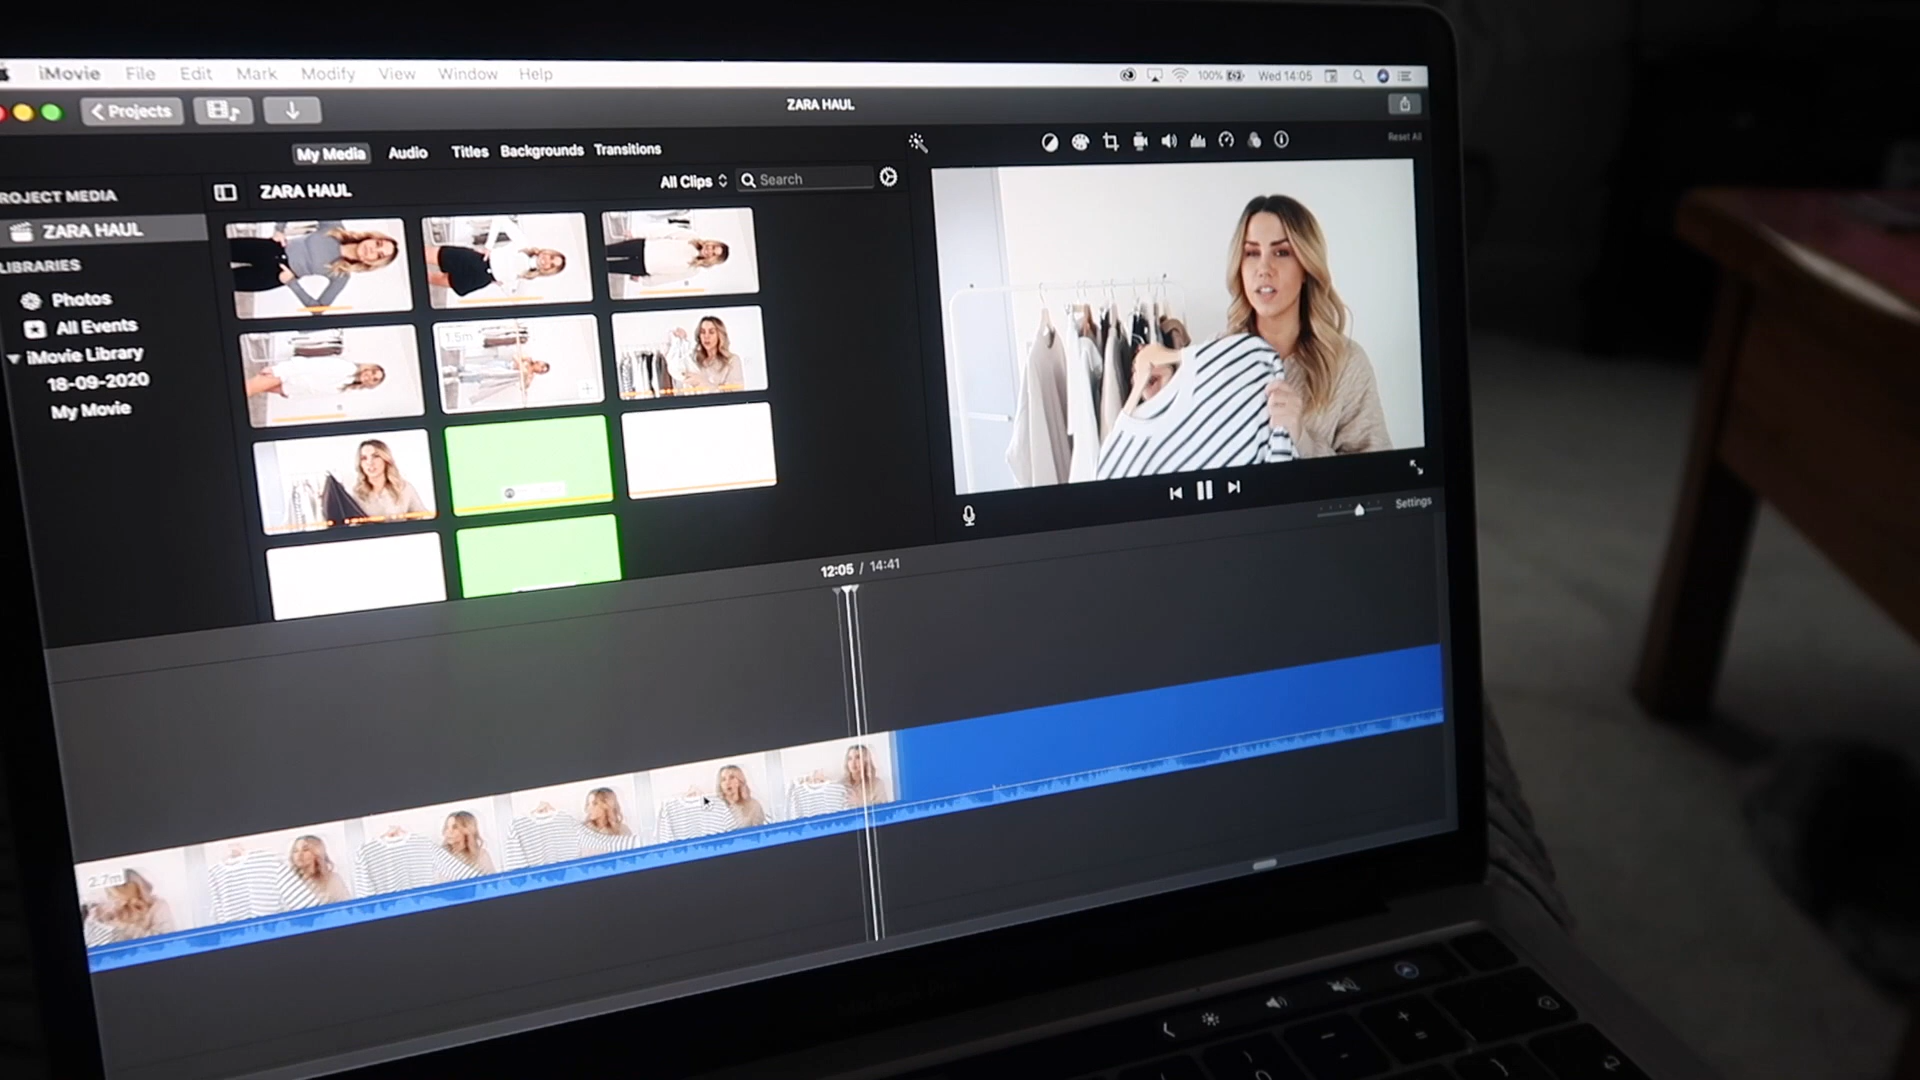 iMovie File Edit Mark Modify View Window Help 100% Wed 14:05
Projects ZARA HAUL
My Media Audio Titles Backgrounds Transitions Reset All
ROJECT MEDIA ZARA HAUL All Clips Search
ZARA HAUL
LIBRARIES
Photos
All Events
iMovie Library
18-09-2020
My Movie
1.5m
Settings
12:05 / 14:41
2.7m